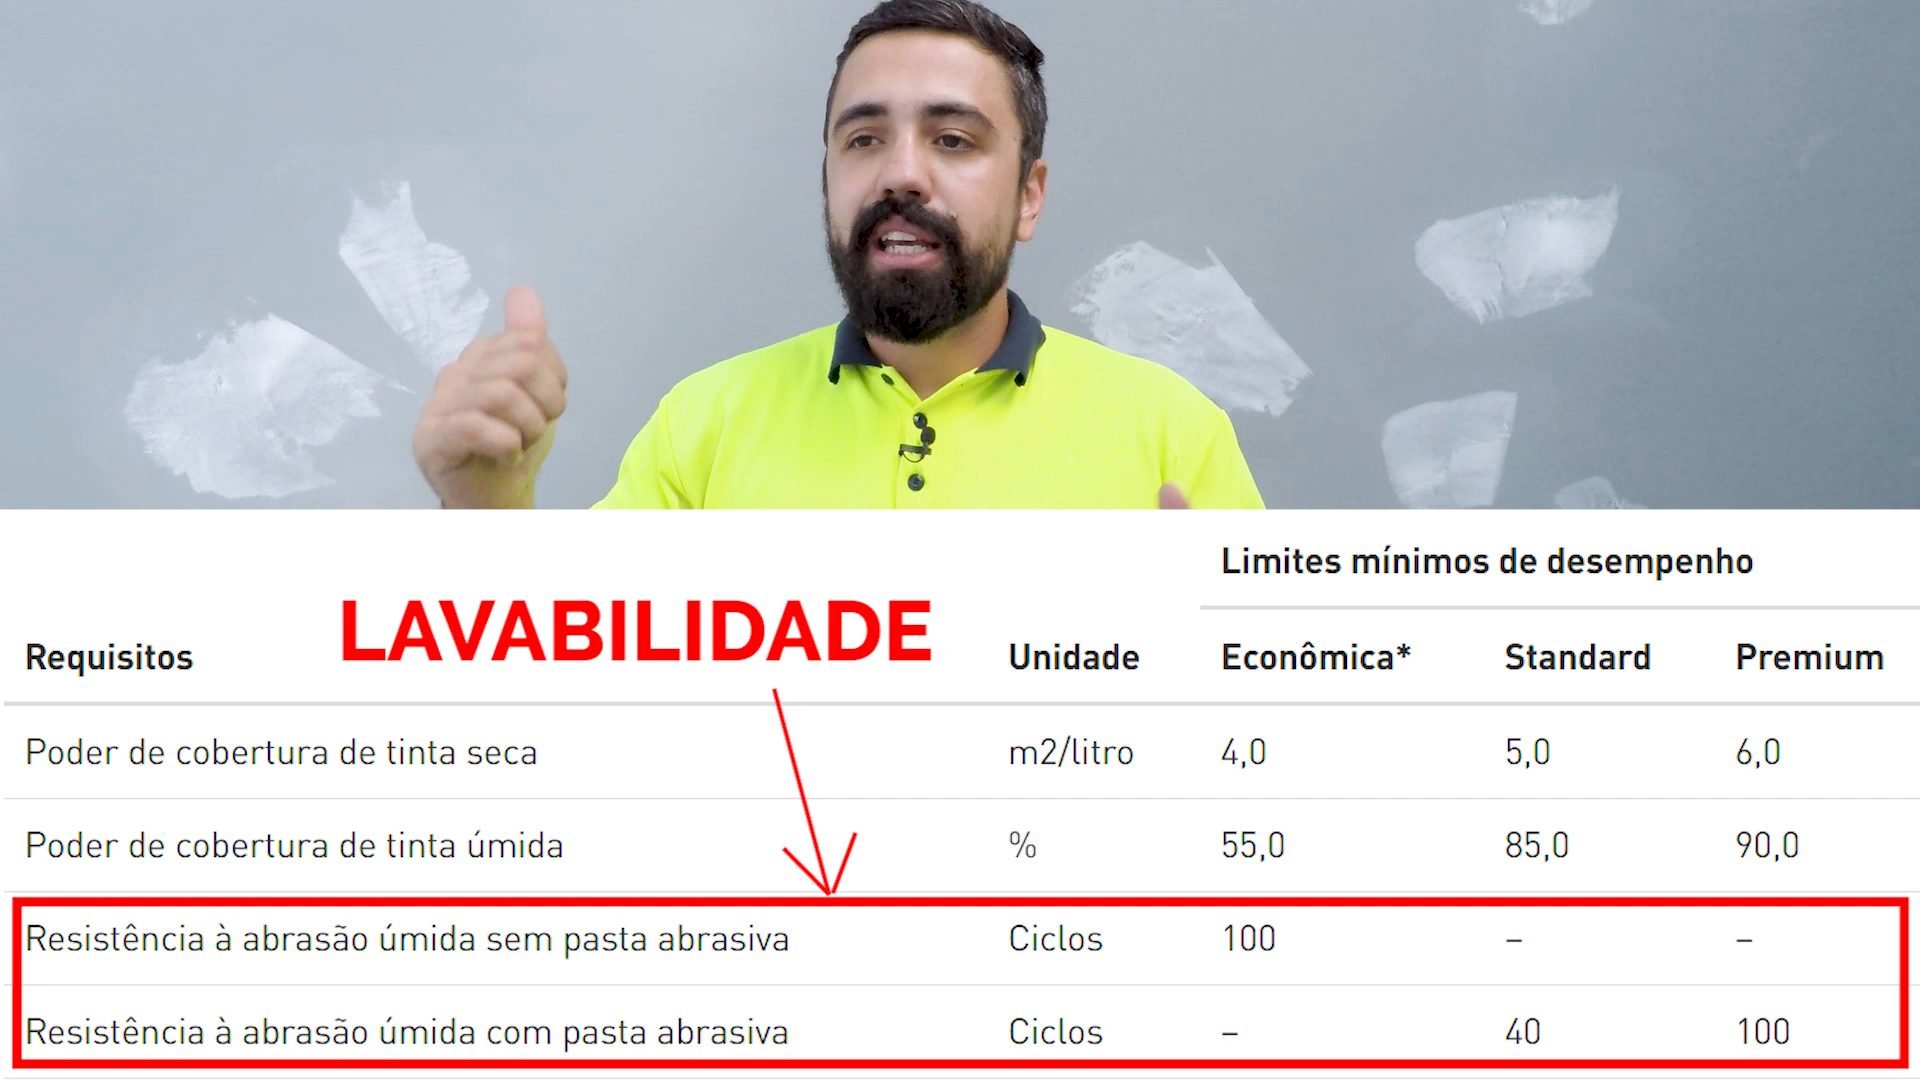 Limites mínimos de desempenho
LAVABILIDADE
Requisitos Unidade Econômica* Standard Premium
Poder de cobertura de tinta seca m2/litro 4,0 5,0 6,0
Poder de cobertura de tinta úmida % 55,0 85,0 90,0
Resistência à abrasão úmida sem pasta abrasiva Ciclos 100 – –
Resistência à abrasão úmida com pasta abrasiva Ciclos – 40 100